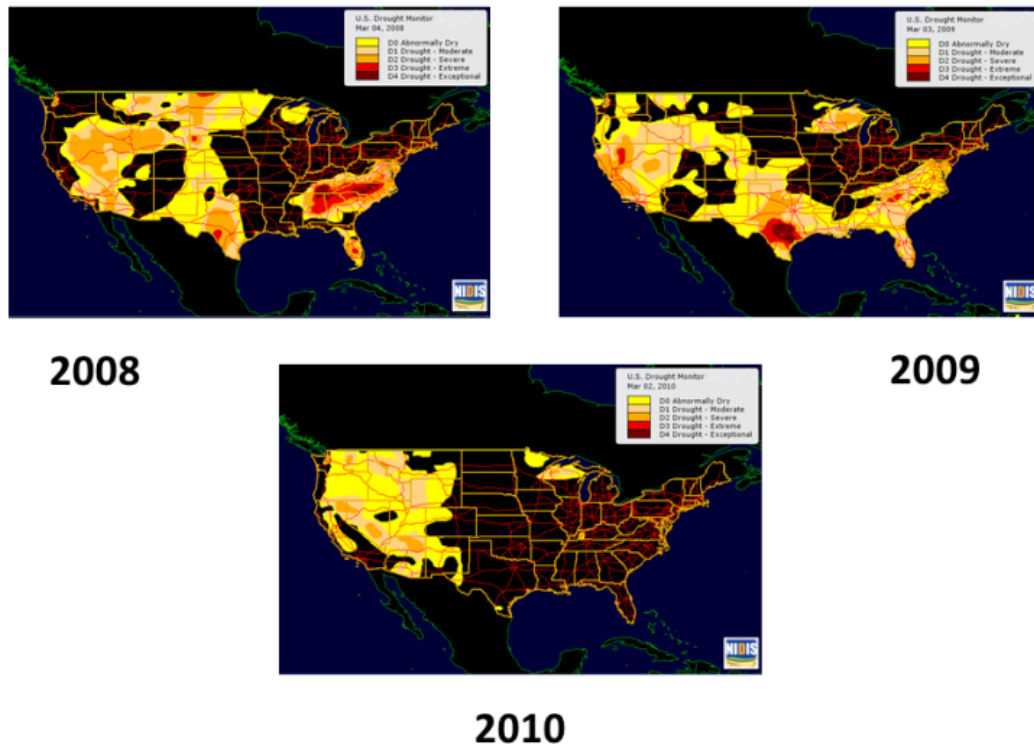 U.S. Drought Monitor
Mar 04, 2008
D0 Abnormally Dry
D1 Drought - Moderate
D2 Drought - Severe
D3 Drought - Extreme
D4 Drought - Exceptional
NIDIS
2008
U.S. Drought Monitor
Mar 03, 2009
D0 Abnormally Dry
D1 Drought - Moderate
D2 Drought - Severe
D3 Drought - Extreme
D4 Drought - Exceptional
NIDIS
2009
U.S. Drought Monitor
Mar 02, 2010
D0 Abnormally Dry
D1 Drought - Moderate
D2 Drought - Severe
D3 Drought - Extreme
D4 Drought - Exceptional
NIDIS
2010